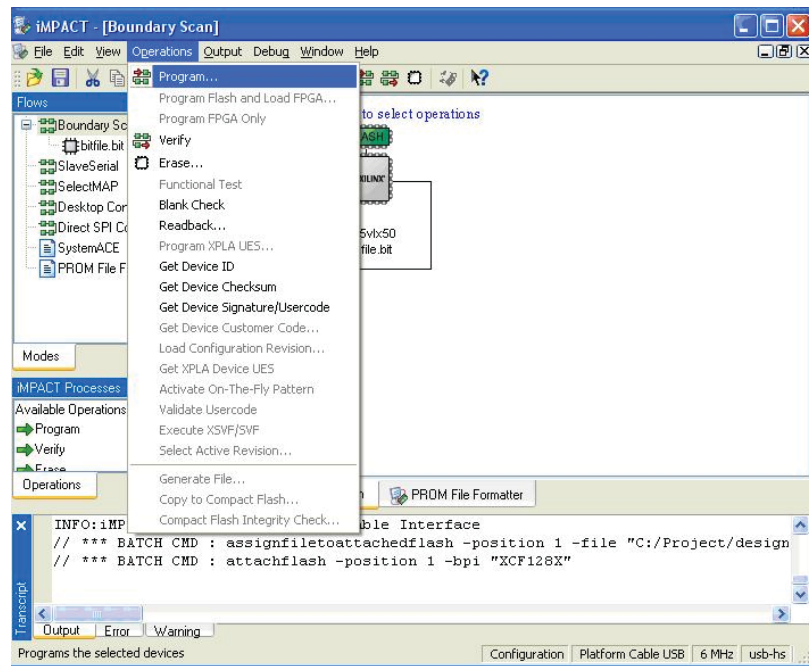 iMPACT - [Boundary Scan]
File Edit View Operations Output Debug Window Help
Flows
Boundary Sc
bitfile.bit
SlaveSerial
SelectMAP
Desktop Cor
Direct SPI Co
SystemACE
PROM File F
Modes
iMPACT Processes
Available Operations
Program
Verify
Erase
Operations
Program...
Program Flash and Load FPGA...
Program FPGA Only
Verify
Erase...
Functional Test
Blank Check
Readback...
Program XPLA UES...
Get Device ID
Get Device Checksum
Get Device Signature/Usercode
Get Device Customer Code...
Load Configuration Revision...
Get XPLA Device UES
Activate On-The-Fly Pattern
Validate Usercode
Execute XSVF/SVF
Select Active Revision...
Generate File...
Copy to Compact Flash...
Compact Flash Integrity Check...
to select operations
ASH
XILINX
5vlx50
file.bit
PROM File Formatter
INFO:iMP ble Interface
// *** BATCH CMD : assignfiletoattachedflash -position 1 -file "C:/Project/design
// *** BATCH CMD : attachflash -position 1 -bpi "XCF128X"
Transcript
Output Error Warning
Programs the selected devices
Configuration Platform Cable USB 6 MHz usb-hs